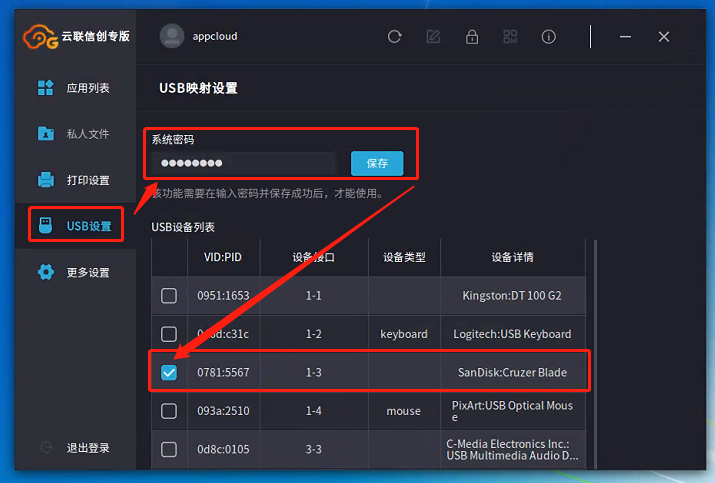 云联信创专版
appcloud
应用列表
私人文件
打印设置
USB设置
更多设置
退出登录
USB映射设置
系统密码
保存
该功能需要在输入密码并保存成功后，才能使用。
USB设备列表
VID:PID 设备接口 设备类型 设备详情
0951:1653 1-1 Kingston:DT 100 G2
c31c 1-2 keyboard Logitech:USB Keyboard
0781:5567 1-3 SanDisk:Cruzer Blade
093a:2510 1-4 mouse PixArt:USB Optical Mous
e
0d8c:0105 3-3 C-Media Electronics Inc.:
USB Multimedia Audio D...